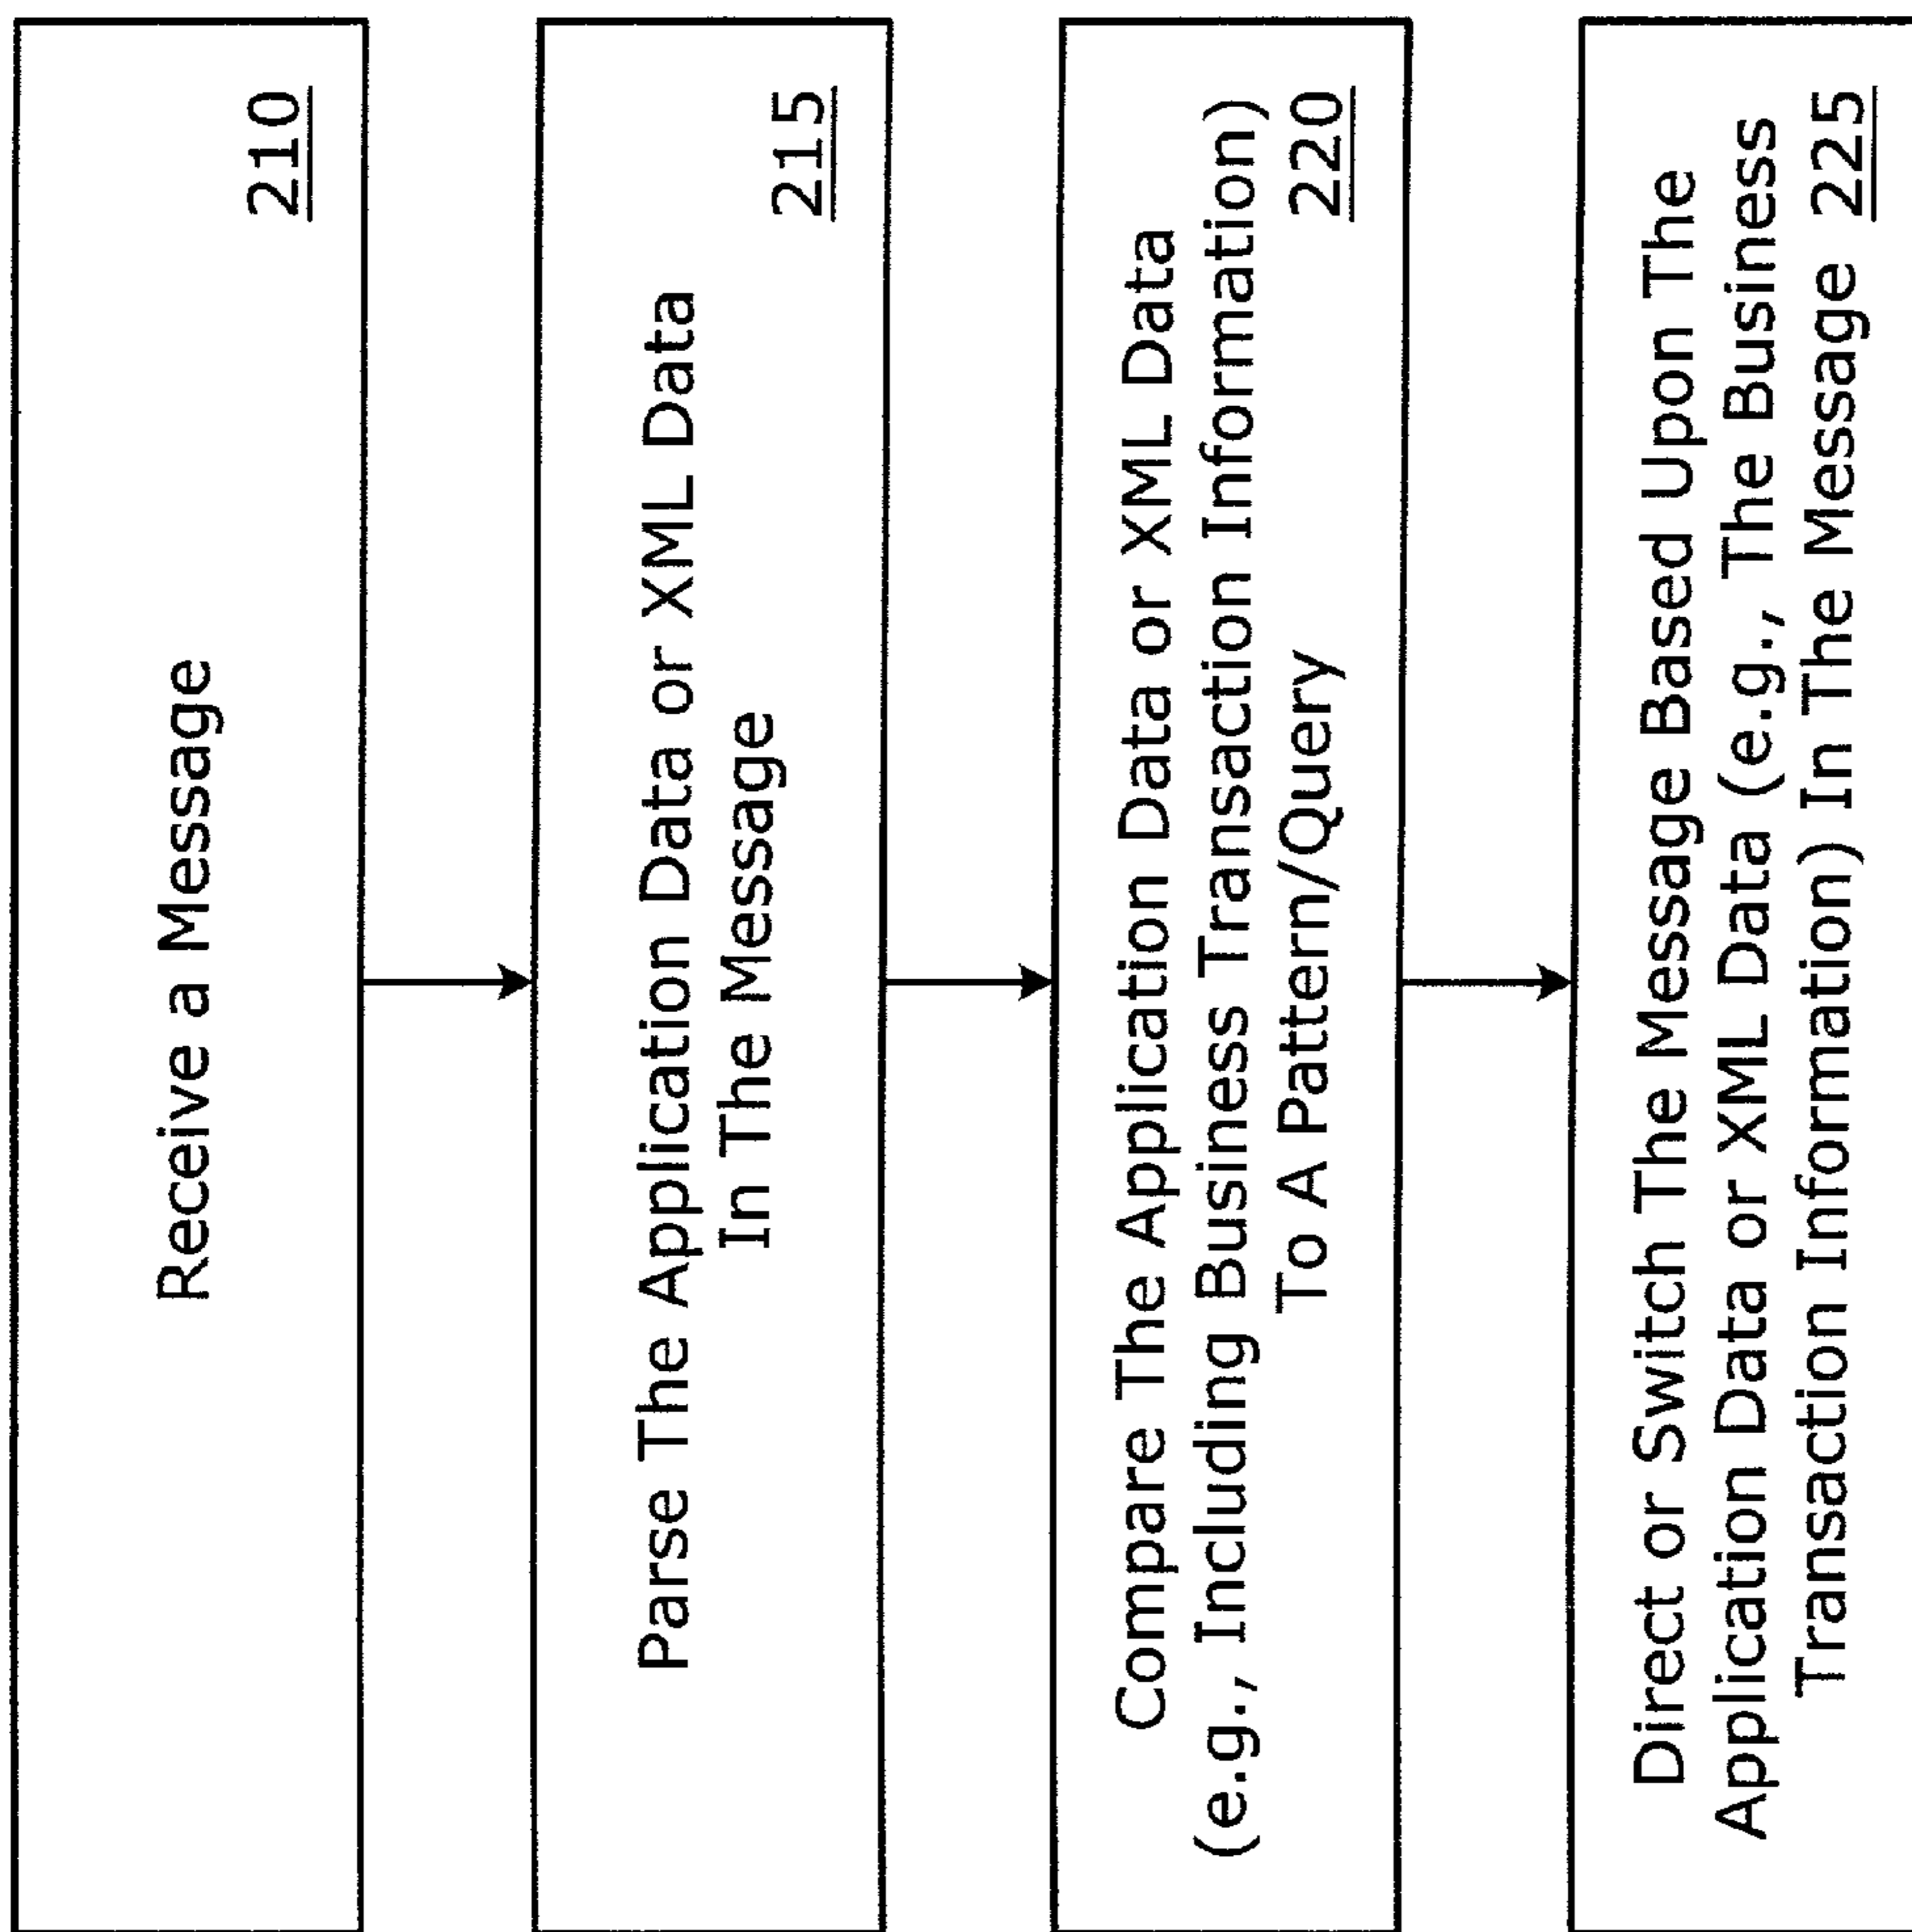 Receive a Message
210
Parse The Application Data or XML Data
In The Message
215
Compare The Application Data or XML Data
(e.g., Including Business Transaction Information)
To A Pattern/Query
220
Direct or Switch The Message Based Upon The
Application Data or XML Data (e.g., The Business
Transaction Information) In The Message 225